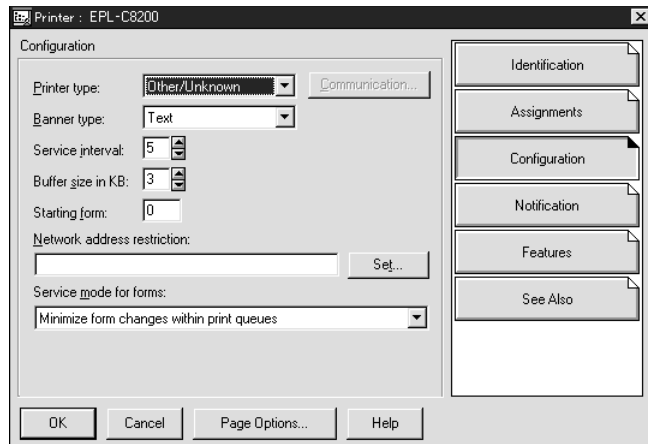 Printer : EPL-C8200
Configuration
Printer type: Other/Unknown Communication...
Banner type: Text
Service interval: 5
Buffer size in KB: 3
Starting form: 0
Network address restriction:
Set...
Service mode for forms:
Minimize form changes within print queues
OK Cancel Page Options... Help
Identification
Assignments
Configuration
Notification
Features
See Also